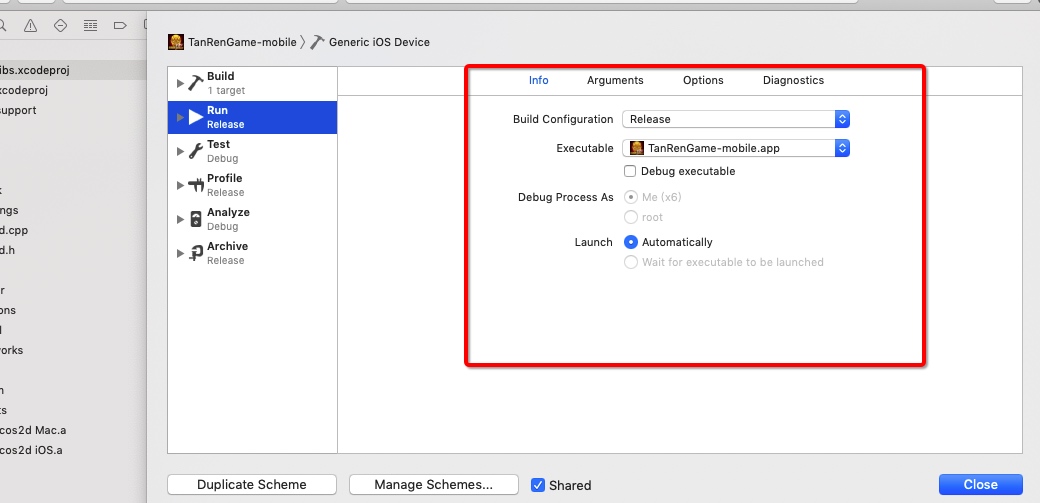 TanRenGame-mobile
Generic iOS Device
ibs.xcodeproj
xcodeproj
support
ngs
d.cpp
d.h
r
ons
l
orks
n
ts
cos2d Mac.a
cos2d iOS.a
Build
1 target
Run
Release
Test
Debug
Profile
Release
Analyze
Debug
Archive
Release
Info Arguments Options Diagnostics
Build Configuration Release
Executable TanRenGame-mobile.app
Debug executable
Debug Process As Me (x6)
root
Launch Automatically
Wait for executable to be launched
Duplicate Scheme Manage Schemes... Shared Close